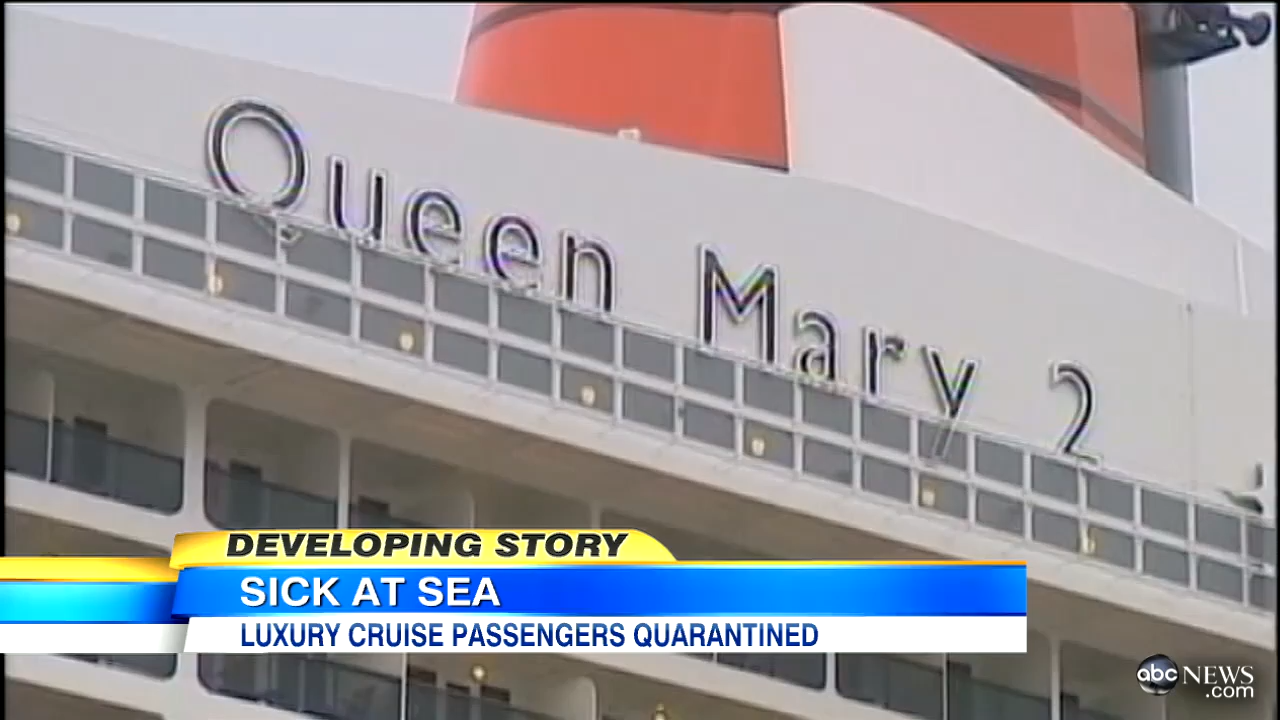 Queen Mary 2
DEVELOPING STORY
SICK AT SEA
LUXURY CRUISE PASSENGERS QUARANTINED
abc NEWS
.com